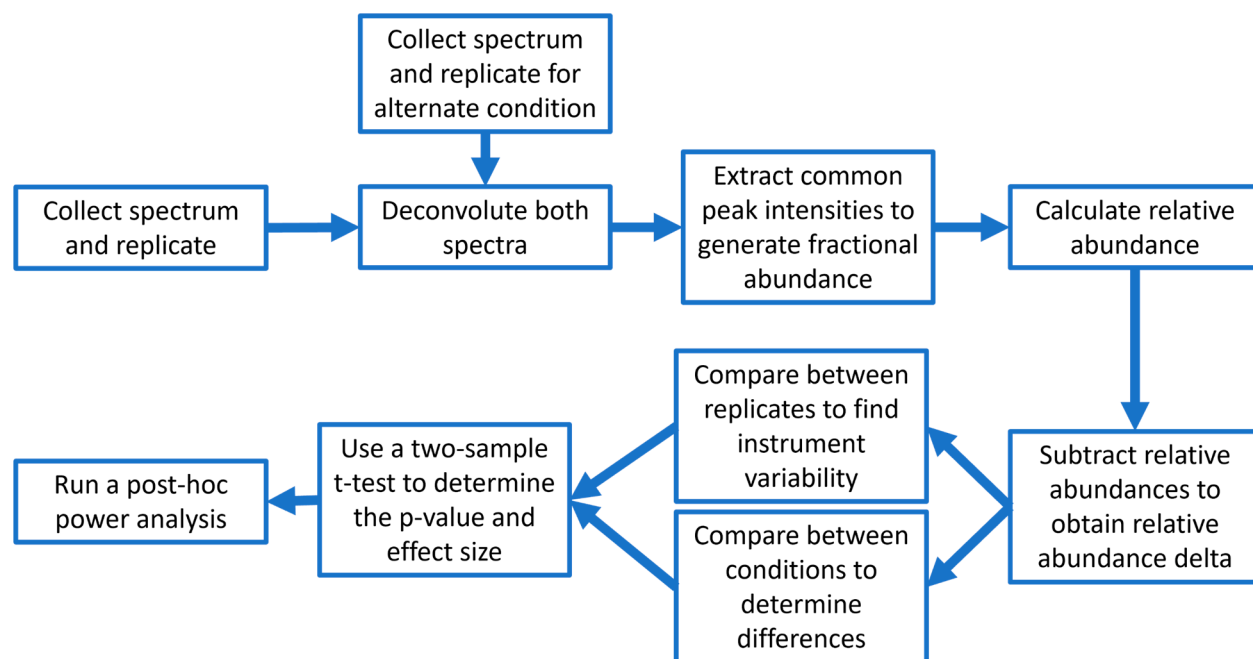 Collect spectrum
and replicate for
alternate condition
Collect spectrum
and replicate
Deconvolute both
spectra
Extract common
peak intensities to
generate fractional
abundance
Calculate relative
abundance
Subtract relative
abundances to
obtain relative
abundance delta
Compare between
replicates to find
instrument
variability
Compare between
conditions to
determine
differences
Use a two-sample
t-test to determine
the p-value and
effect size
Run a post-hoc
power analysis